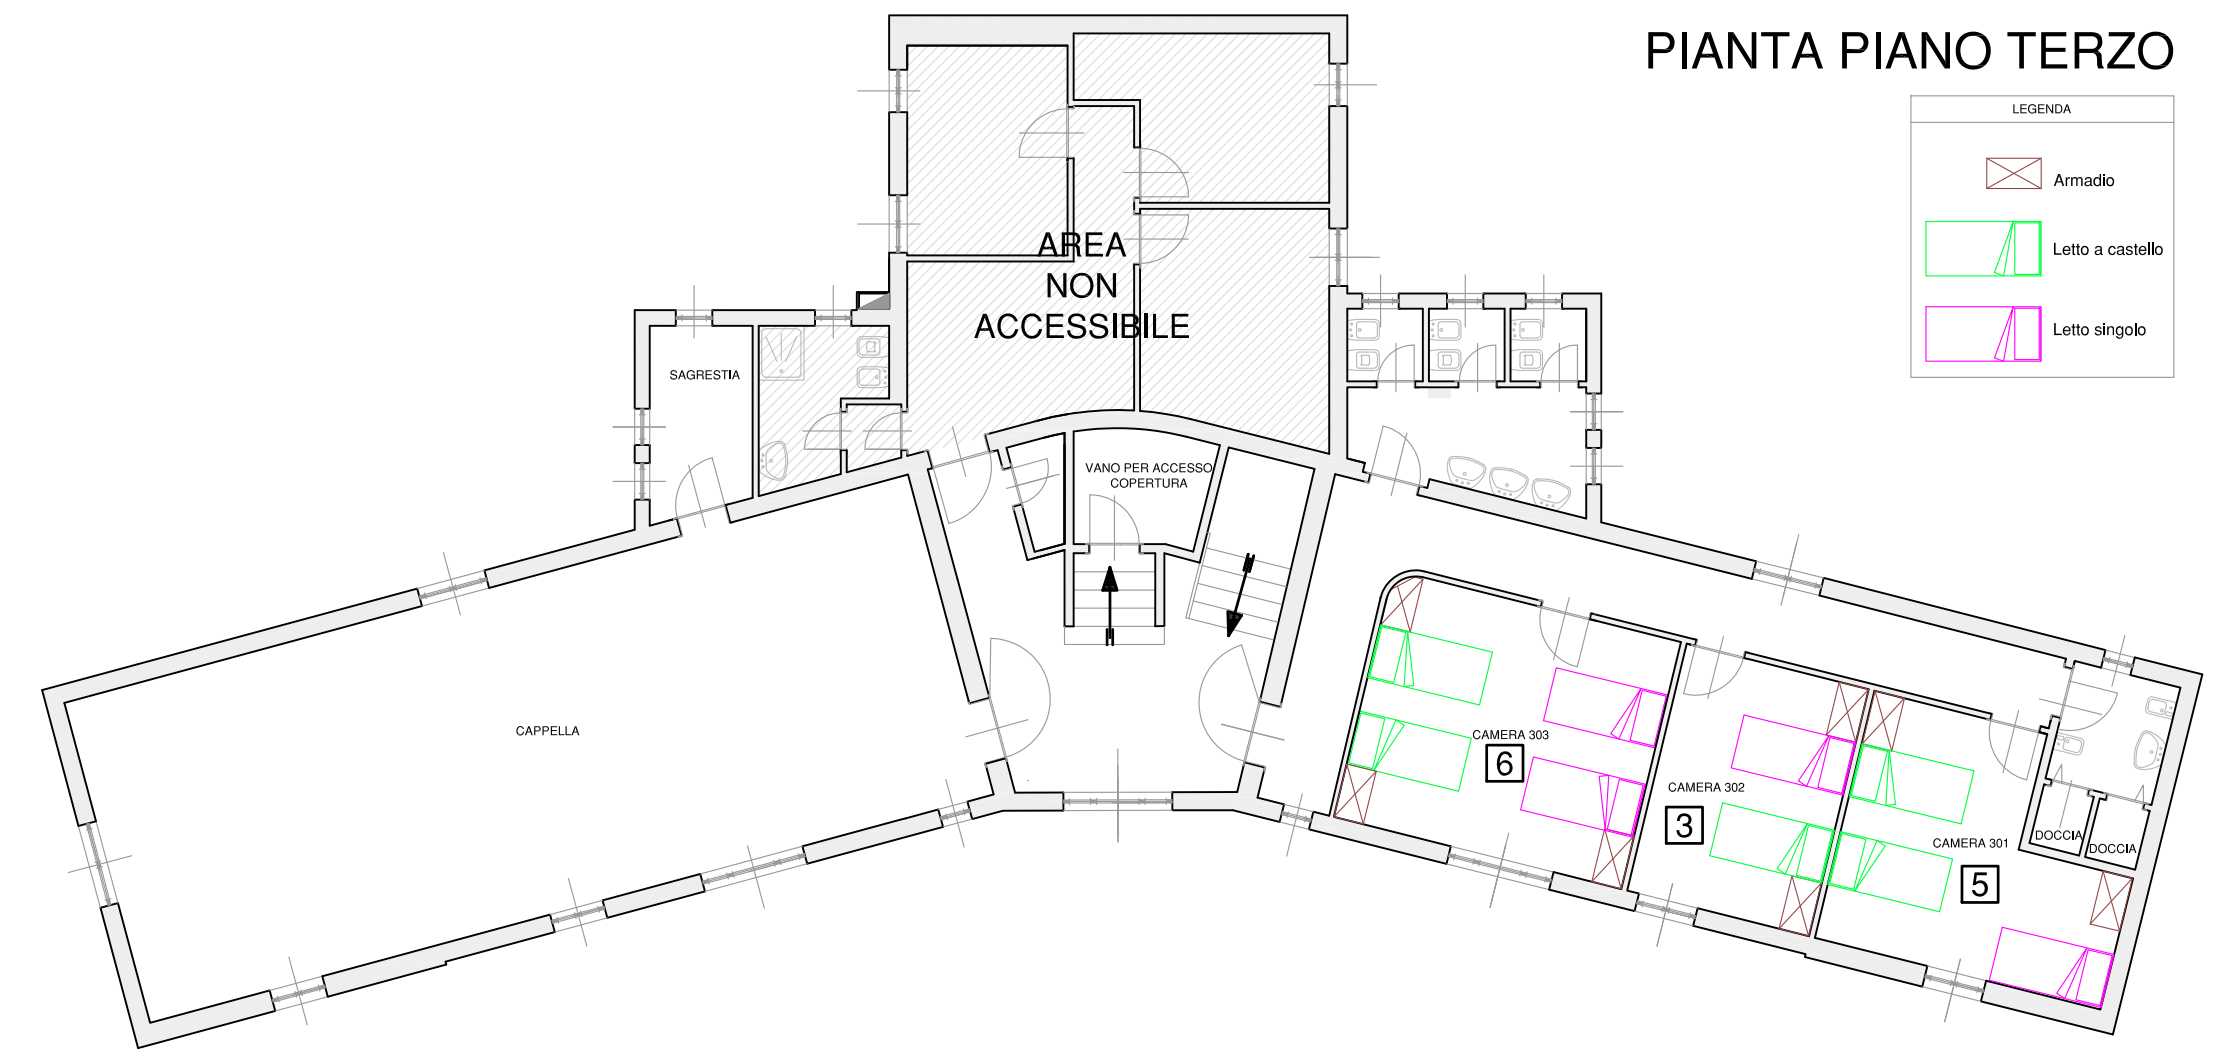 PIANTA PIANO TERZO
LEGENDA
Armadio
Letto a castello
Letto singolo
AREA
NON
ACCESSIBILE
SAGRESTIA
VANO PER ACCESSO
COPERTURA
CAPPELLA
CAMERA 303
6
CAMERA 302
3
CAMERA 301
5
DOCCIA
DOCCIA